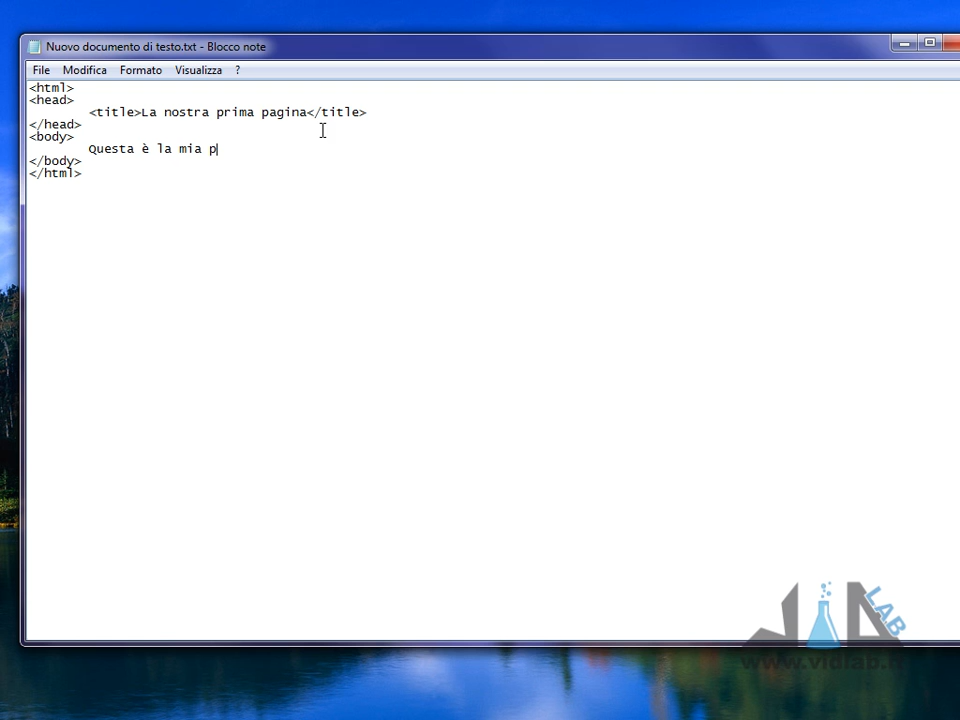 Nuovo documento di testo.txt - Blocco note
File Modifica Formato Visualizza ?
<html>
<head>
<title>La nostra prima pagina</title>
</head>
<body>
Questa è la mia p
</body>
</html>
LAB